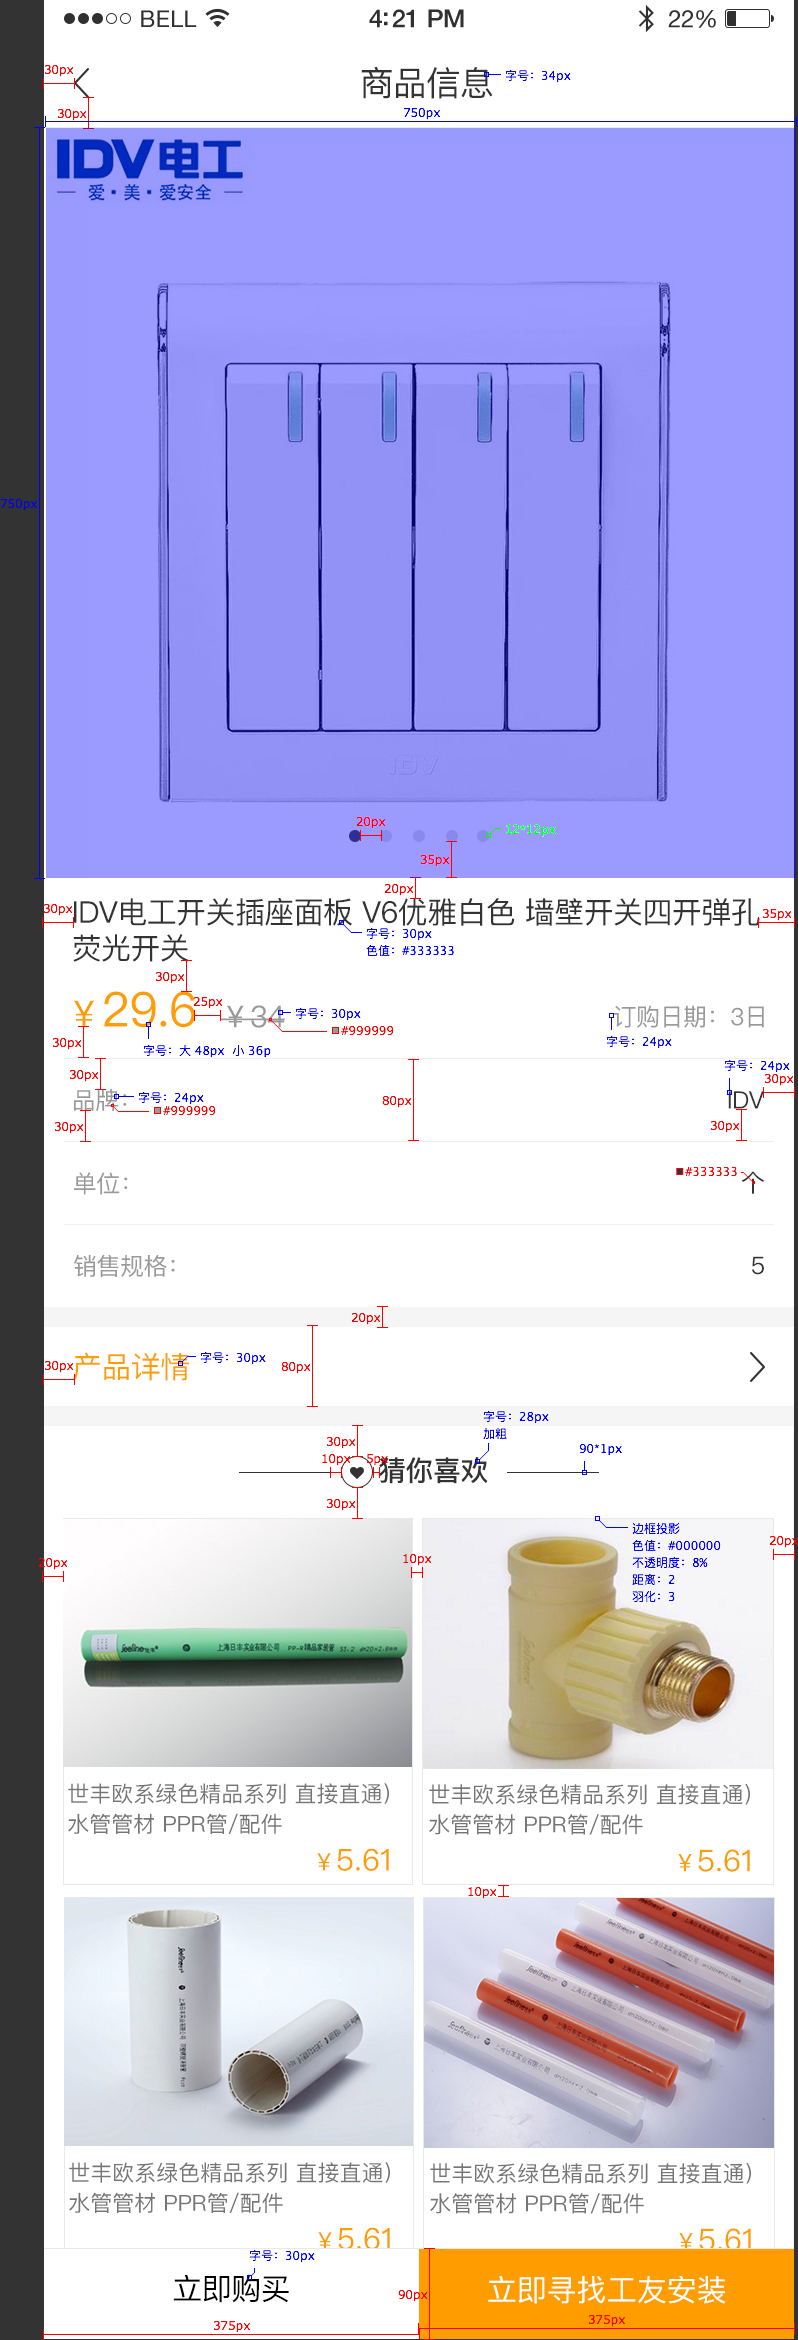 BELL 4:21 PM 22%
30px
商品信息 字号：34px
30px
750px
IDV电工
爱·美·爱安全
750px
IDV
20px 12*12px
35px
20px
30px IDV电工开关插座面板 V6优雅白色 墙壁开关四开弹孔 35px
荧光开关
字号：30px
色值：#333333
30px
¥29.6 25px ¥34 字号：30px 订购日期：3日
#999999
30px 字号：大 48px 小 36p 字号：24px
30px 字号：24px
品牌： 字号：24px 80px IDV 30px
#999999
30px 30px
单位： #333333 个
销售规格： 5
20px
30px 产品详情 字号：30px 80px
字号：28px
加粗
30px 90*1px
10px 5px 猜你喜欢
30px
边框投影
色值：#000000
不透明度：8%
距离：2
羽化：3
20px 10px 20px
上海日丰实业有限公司
世丰欧系绿色精品系列 直接直通）
水管管材 PPR管/配件
¥5.61
世丰欧系绿色精品系列 直接直通）
水管管材 PPR管/配件
¥5.61
10px
世丰欧系绿色精品系列 直接直通）
水管管材 PPR管/配件
¥5.61
世丰欧系绿色精品系列 直接直通）
水管管材 PPR管/配件
¥5.61
字号：30px
立即购买 90px 立即寻找工友安装
375px 375px